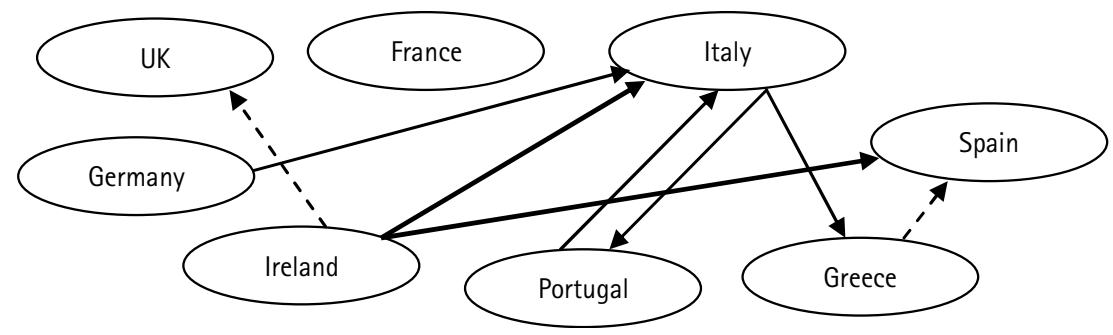 UK
France
Italy
Spain
Germany
Ireland
Portugal
Greece